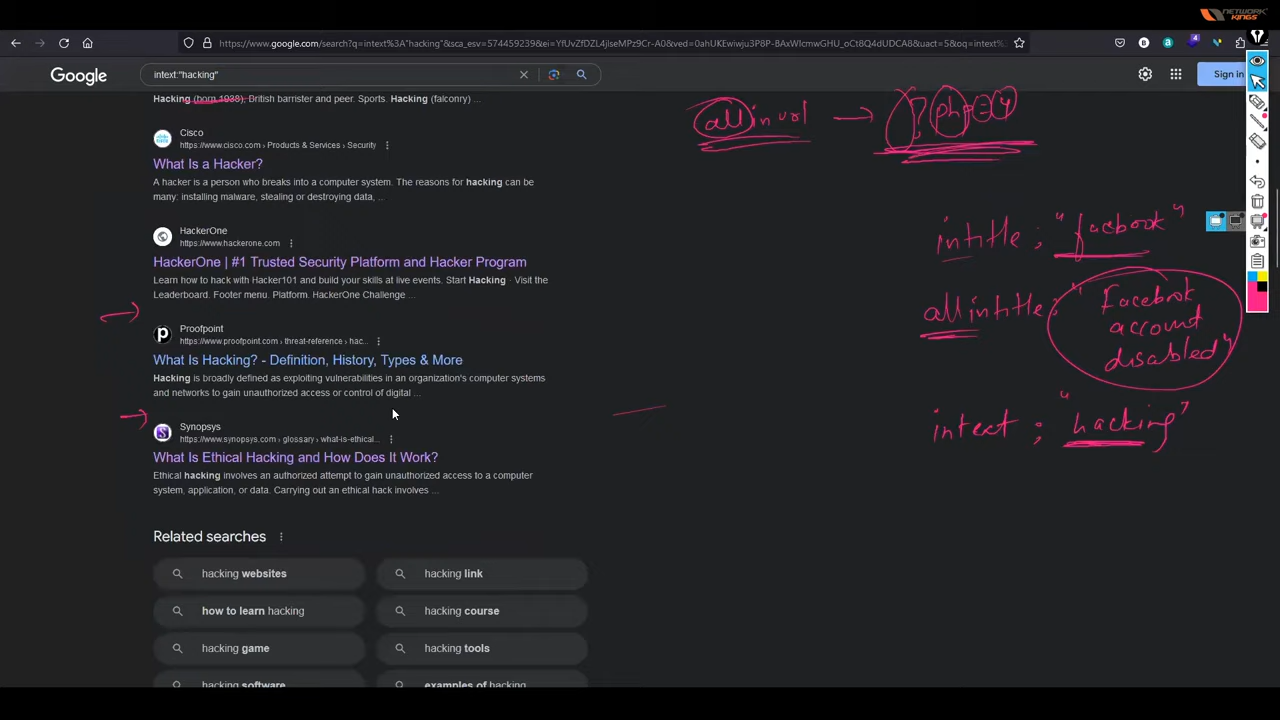 NETWORK
KINGS
https://www.google.com/search?q=intext%3A"hacking"&sca_esv=574459239&ei=YfUvZfDZL4jlseMPz9Cr-A0&ved=0ahUKEwiwju3P8P-BAxWIcmwGHU_oCt8Q4dUDCA8&uact=5&oq=intext%
Google
intext:"hacking"
Sign in
Hacking (born 1938), British barrister and peer. Sports. Hacking (falconry) ...
Cisco
https://www.cisco.com › Products & Services › Security
What Is a Hacker?
A hacker is a person who breaks into a computer system. The reasons for hacking can be
many: installing malware, stealing or destroying data, ...
HackerOne
https://www.hackerone.com
HackerOne | #1 Trusted Security Platform and Hacker Program
Learn how to hack with Hacker101 and build your skills at live events. Start Hacking · Visit the
Leaderboard. Footer menu. Platform. HackerOne Challenge ...
Proofpoint
https://www.proofpoint.com › threat-reference › hac...
What Is Hacking? - Definition, History, Types & More
Hacking is broadly defined as exploiting vulnerabilities in an organization's computer systems
and networks to gain unauthorized access or control of digital ...
Synopsys
https://www.synopsys.com › glossary › what-is-ethical...
What Is Ethical Hacking and How Does It Work?
Ethical hacking involves an authorized attempt to gain unauthorized access to a computer
system, application, or data. Carrying out an ethical hack involves ...
Related searches
hacking websites
hacking link
how to learn hacking
hacking course
hacking game
hacking tools
hacking software
examples of hacking
allinurl →
intitle : "facbook"
allintitle : "Facebook
account
disabled"
intext : "hacking"